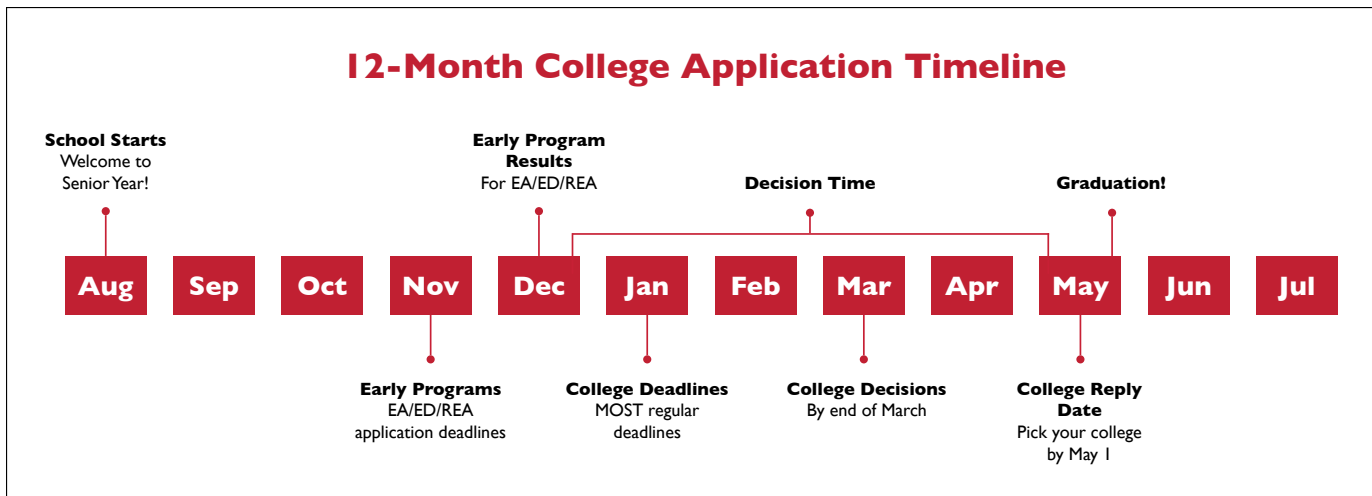 12-Month College Application Timeline
School Starts
Welcome to
Senior Year!
Early Program
Results
For EA/ED/REA
Decision Time
Graduation!
Aug
Sep
Oct
Nov
Dec
Jan
Feb
Mar
Apr
May
Jun
Jul
Early Programs
EA/ED/REA
application deadlines
College Deadlines
MOST regular
deadlines
College Decisions
By end of March
College Reply
Date
Pick your college
by May 1